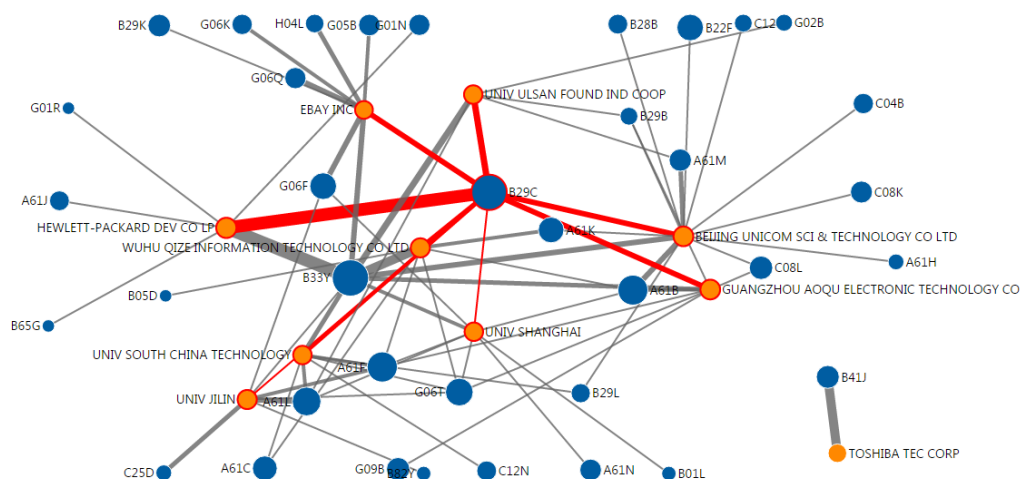 B29K
G06K
H04L
G05B
G01N
B28B
B22F
C12
G02B
G06Q
UNIV ULSAN FOUND IND COOP
G01R
EBAY INC
B29B
C04B
A61M
G06F
B29C
C08K
A61J
HEWLETT-PACKARD DEV CO LP
A61K
BEIJING UNICOM SCI & TECHNOLOGY CO LTD
WUHU QIZE INFORMATION TECHNOLOGY CO LTD
A61H
C08L
B33Y
A61B
GUANGZHOU AOQU ELECTRONIC TECHNOLOGY CO
B05D
B65G
UNIV SHANGHAI
UNIV SOUTH CHINA TECHNOLOGY
A61F
B41J
G06T
B29L
UNIV JILIN
A61L
TOSHIBA TEC CORP
C25D
A61C
G09B
B82Y
C12N
A61N
B01L